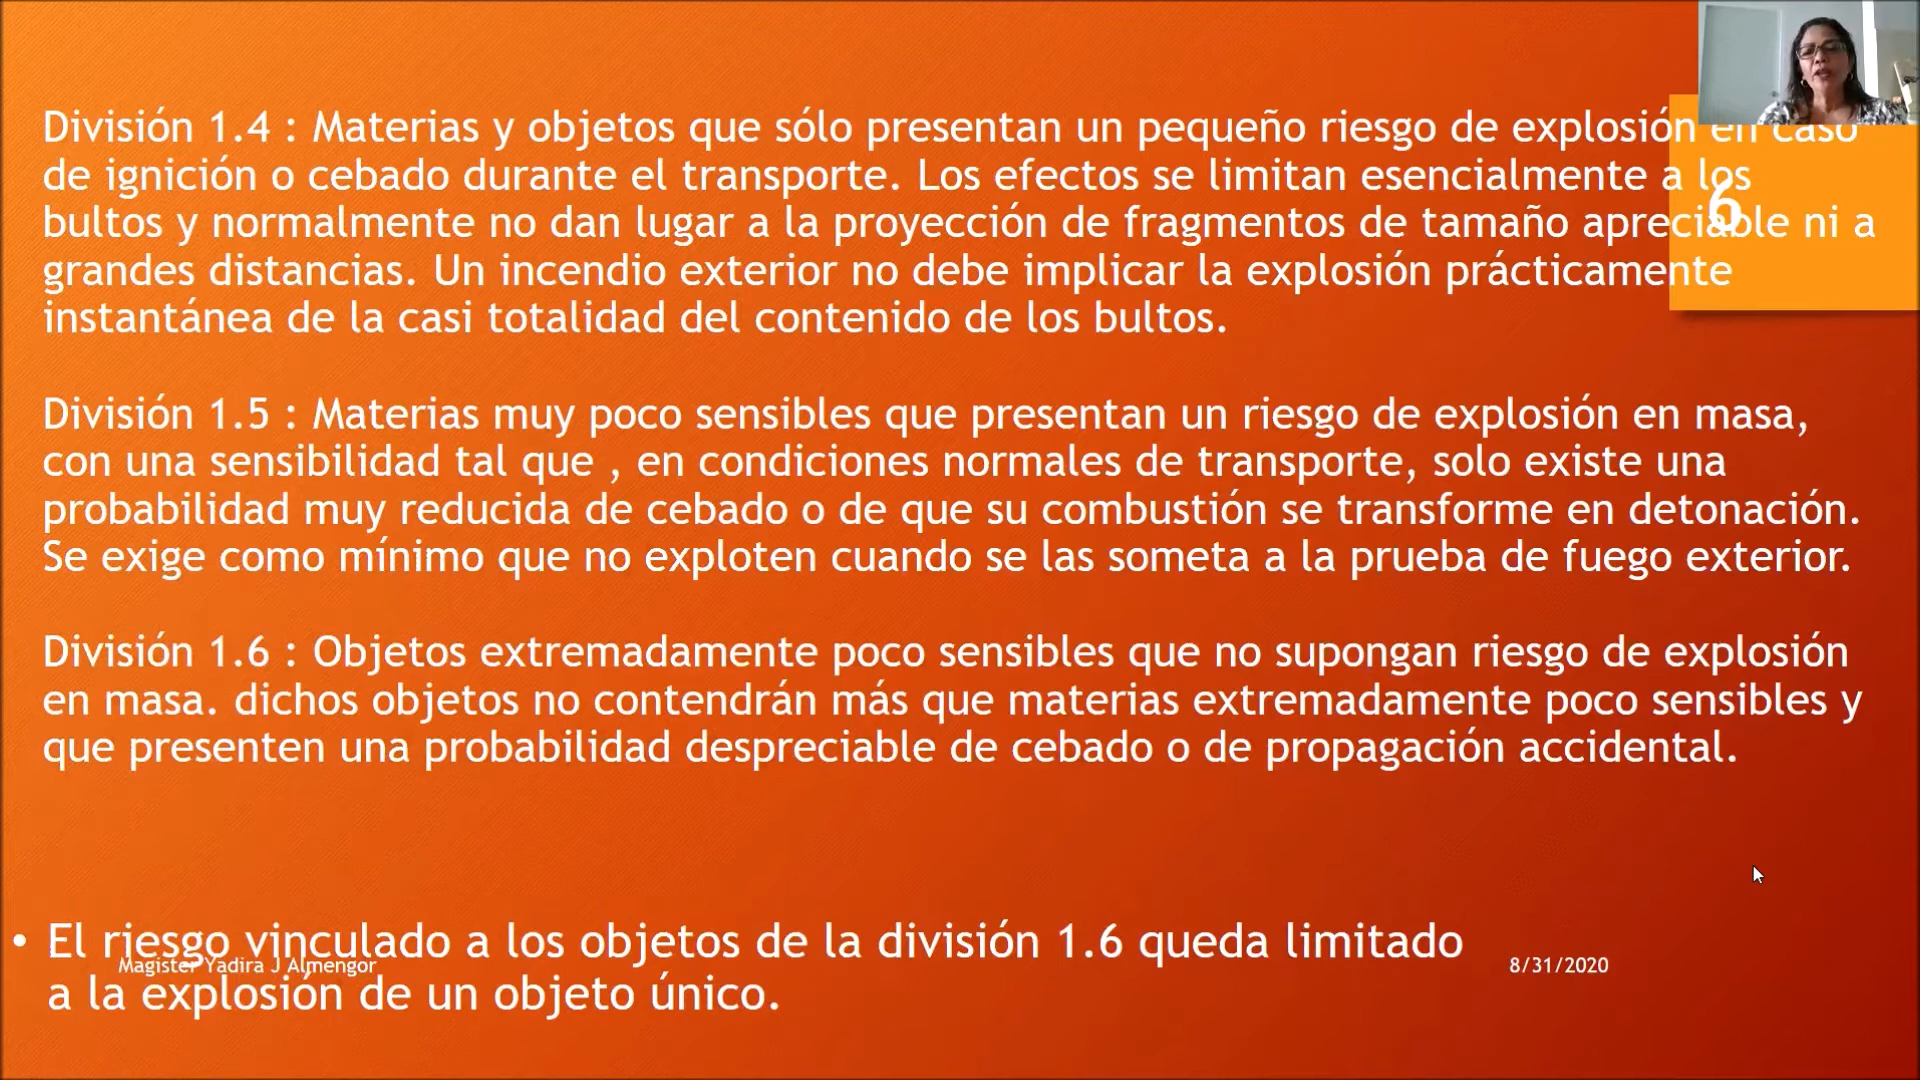 División 1.4 : Materias y objetos que sólo presentan un pequeño riesgo de explosión en caso
de ignición o cebado durante el transporte. Los efectos se limitan esencialmente a los
bultos y normalmente no dan lugar a la proyección de fragmentos de tamaño apreciable ni a
grandes distancias. Un incendio exterior no debe implicar la explosión prácticamente
instantánea de la casi totalidad del contenido de los bultos.
6
División 1.5 : Materias muy poco sensibles que presentan un riesgo de explosión en masa,
con una sensibilidad tal que , en condiciones normales de transporte, solo existe una
probabilidad muy reducida de cebado o de que su combustión se transforme en detonación.
Se exige como mínimo que no exploten cuando se las someta a la prueba de fuego exterior.
División 1.6 : Objetos extremadamente poco sensibles que no supongan riesgo de explosión
en masa. dichos objetos no contendrán más que materias extremadamente poco sensibles y
que presenten una probabilidad despreciable de cebado o de propagación accidental.
• El riesgo vinculado a los objetos de la división 1.6 queda limitado
a la explosión de un objeto único.
Magister Yadira J Almengor
8/31/2020